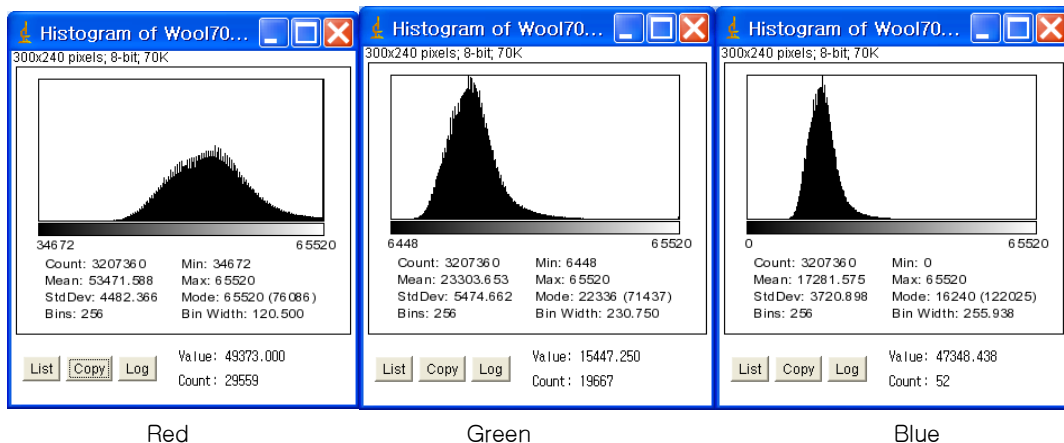 Histogram of Wool70...
300x240 pixels; 8-bit; 70K
34672 65520
Count: 3207360 Min: 34672
Mean: 53471.588 Max: 65520
StdDev: 4482.366 Mode: 65520 (76086)
Bins: 256 Bin Width: 120.500
List Copy Log
Value: 49373.000
Count: 29559
Red
Histogram of Wool70...
300x240 pixels; 8-bit; 70K
6448 65520
Count: 3207360 Min: 6448
Mean: 23303.653 Max: 65520
StdDev: 5474.662 Mode: 22336 (71437)
Bins: 256 Bin Width: 230.750
List Copy Log
Value: 15447.250
Count: 19667
Green
Histogram of Wool70...
300x240 pixels; 8-bit; 70K
0 65520
Count: 3207360 Min: 0
Mean: 17281.575 Max: 65520
StdDev: 3720.898 Mode: 16240 (122025)
Bins: 256 Bin Width: 255.938
List Copy Log
Value: 47348.438
Count: 52
Blue